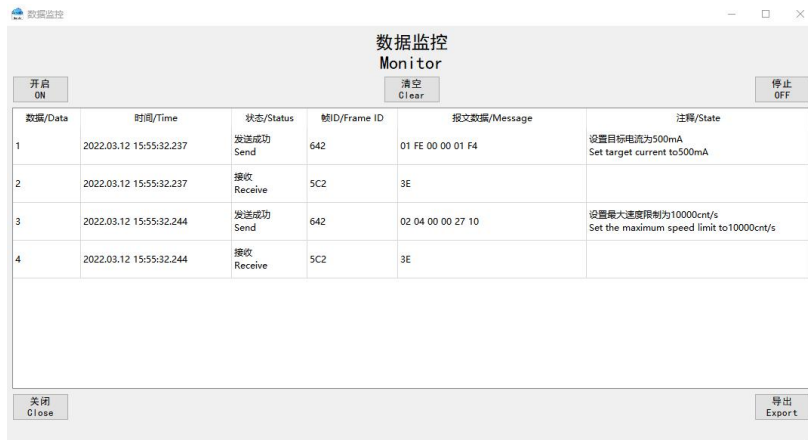 数据监控
数据监控
Monitor
开启
ON
清空
Clear
停止
OFF
数据/Data 时间/Time 状态/Status 帧ID/Frame ID 报文数据/Message 注释/State
1 2022.03.12 15:55:32.237 发送成功 Send 642 01 FE 00 00 01 F4 设置目标电流为500mA
Set target current to500mA
2 2022.03.12 15:55:32.237 接收 Receive 5C2 3E
3 2022.03.12 15:55:32.244 发送成功 Send 642 02 04 00 00 27 10 设置最大速度限制为10000cnt/s
Set the maximum speed limit to10000cnt/s
4 2022.03.12 15:55:32.244 接收 Receive 5C2 3E
关闭
Close
导出
Export